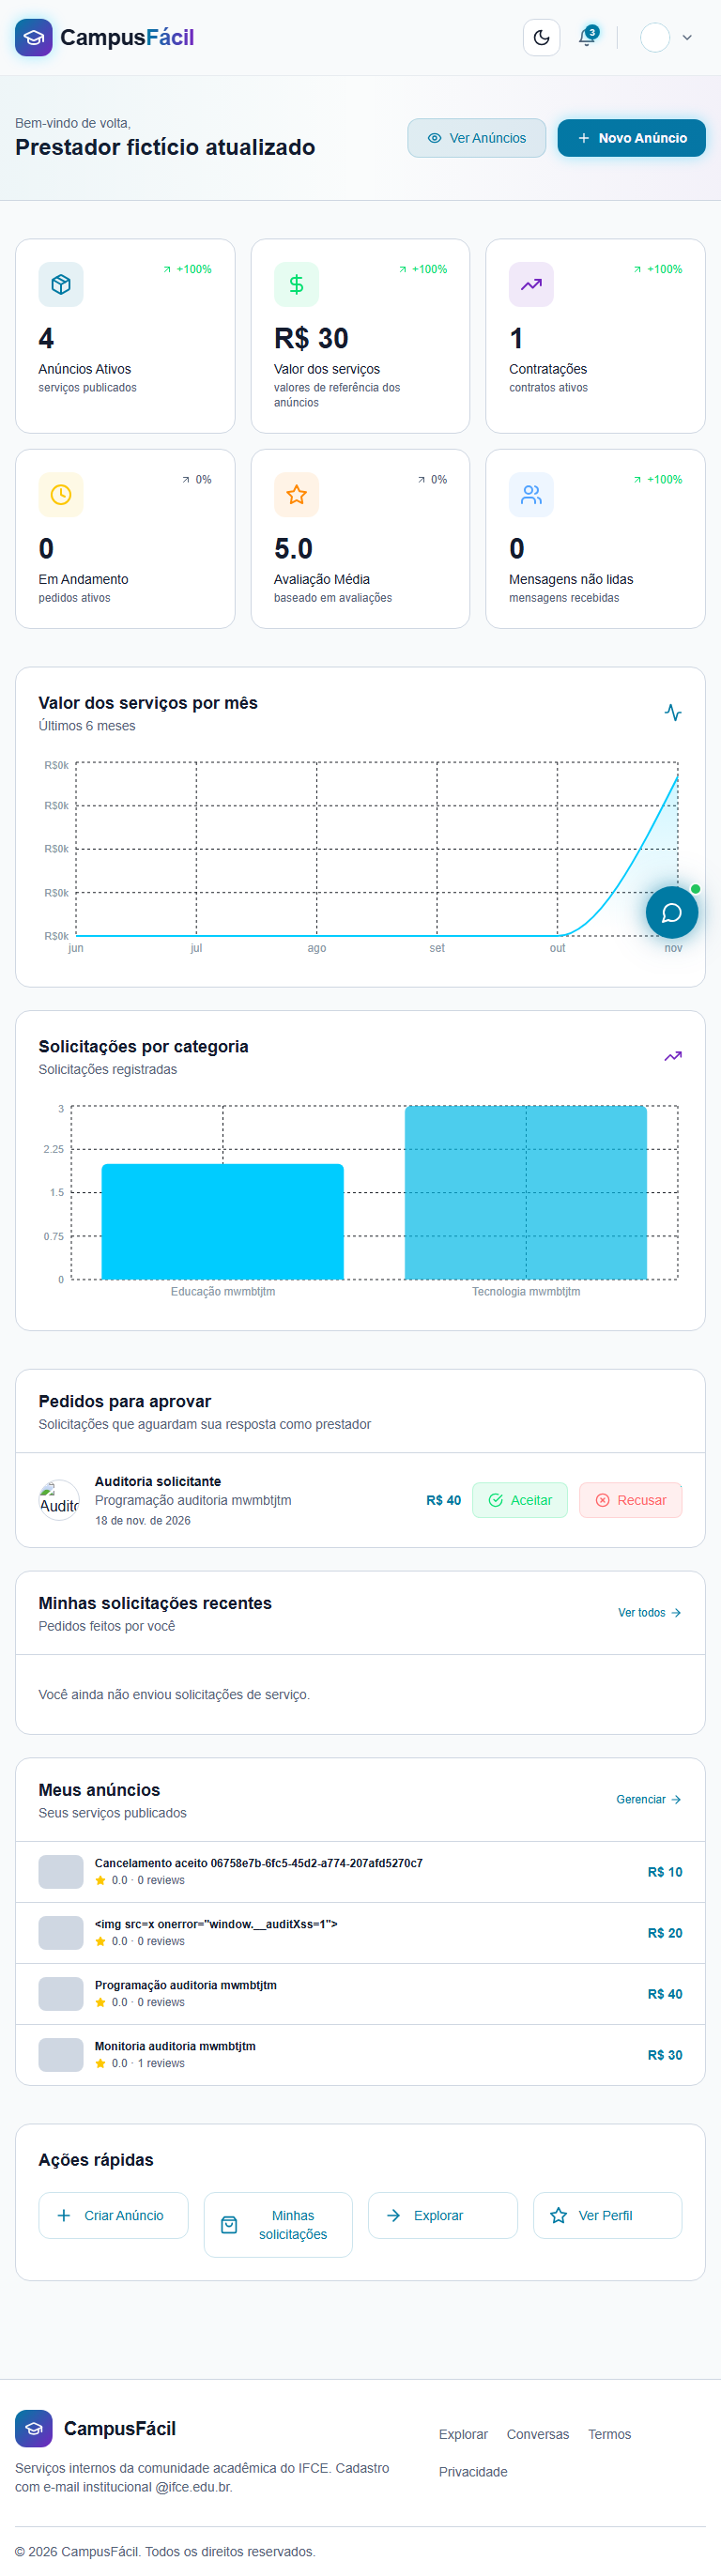 CampusFácil
3
Bem-vindo de volta,
Prestador fictício atualizado
Ver Anúncios
Novo Anúncio
+100%
4
Anúncios Ativos
serviços publicados
+100%
R$ 30
Valor dos serviços
valores de referência dos
anúncios
+100%
1
Contratações
contratos ativos
0%
0
Em Andamento
pedidos ativos
0%
5.0
Avaliação Média
baseado em avaliações
+100%
0
Mensagens não lidas
mensagens recebidas
Valor dos serviços por mês
Últimos 6 meses
R$0k
R$0k
R$0k
R$0k
R$0k
jun jul ago set out nov
Solicitações por categoria
Solicitações registradas
3
2.25
1.5
0.75
0
Educação mwmbtjtm Tecnologia mwmbtjtm
Pedidos para aprovar
Solicitações que aguardam sua resposta como prestador
Auditoria solicitante
Programação auditoria mwmbtjtm
18 de nov. de 2026
R$ 40
Aceitar
Recusar
Minhas solicitações recentes
Pedidos feitos por você
Ver todos
Você ainda não enviou solicitações de serviço.
Meus anúncios
Seus serviços publicados
Gerenciar
Cancelamento aceito 06758e7b-6fc5-45d2-a774-207afd5270c7
0.0 · 0 reviews
R$ 10
<img src=x onerror="window.__auditXss=1">
0.0 · 0 reviews
R$ 20
Programação auditoria mwmbtjtm
0.0 · 0 reviews
R$ 40
Monitoria auditoria mwmbtjtm
0.0 · 1 reviews
R$ 30
Ações rápidas
Criar Anúncio
Minhas
solicitações
Explorar
Ver Perfil
CampusFácil
Serviços internos da comunidade acadêmica do IFCE. Cadastro
com e-mail institucional @ifce.edu.br.
Explorar Conversas Termos
Privacidade
© 2026 CampusFácil. Todos os direitos reservados.